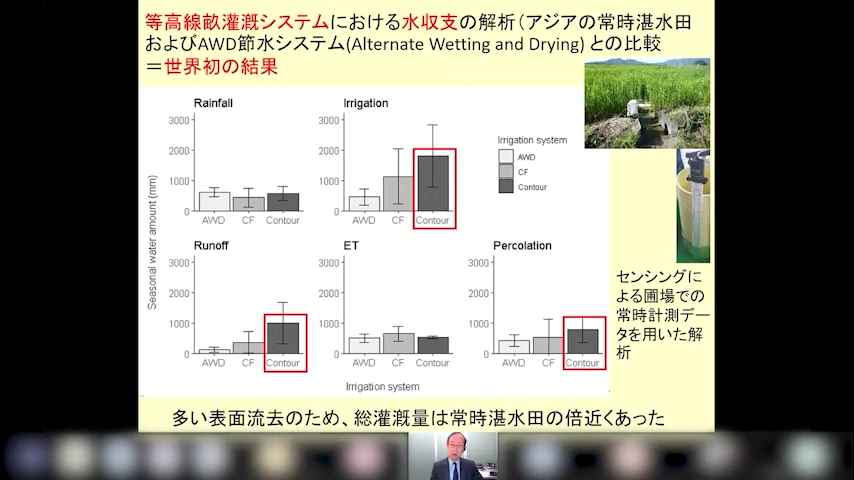 等高線畝灌漑システムにおける水収支の解析（アジアの常時湛水田
およびAWD節水システム(Alternate Wetting and Drying) との比較
＝世界初の結果
Rainfall
3000
2000
1000
0
AWD CF Contour
Irrigation
3000
2000
1000
0
AWD CF Contour
Irrigation system
AWD
CF
Contour
Seasonal water amount (mm)
Runoff
3000
2000
1000
0
AWD CF Contour
ET
3000
2000
1000
0
AWD CF Contour
Percolation
3000
2000
1000
0
AWD CF Contour
Irrigation system
センシングに
よる圃場での
常時計測デー
タを用いた解
析
多い表面流去のため、総灌漑量は常時湛水田の倍近くあった